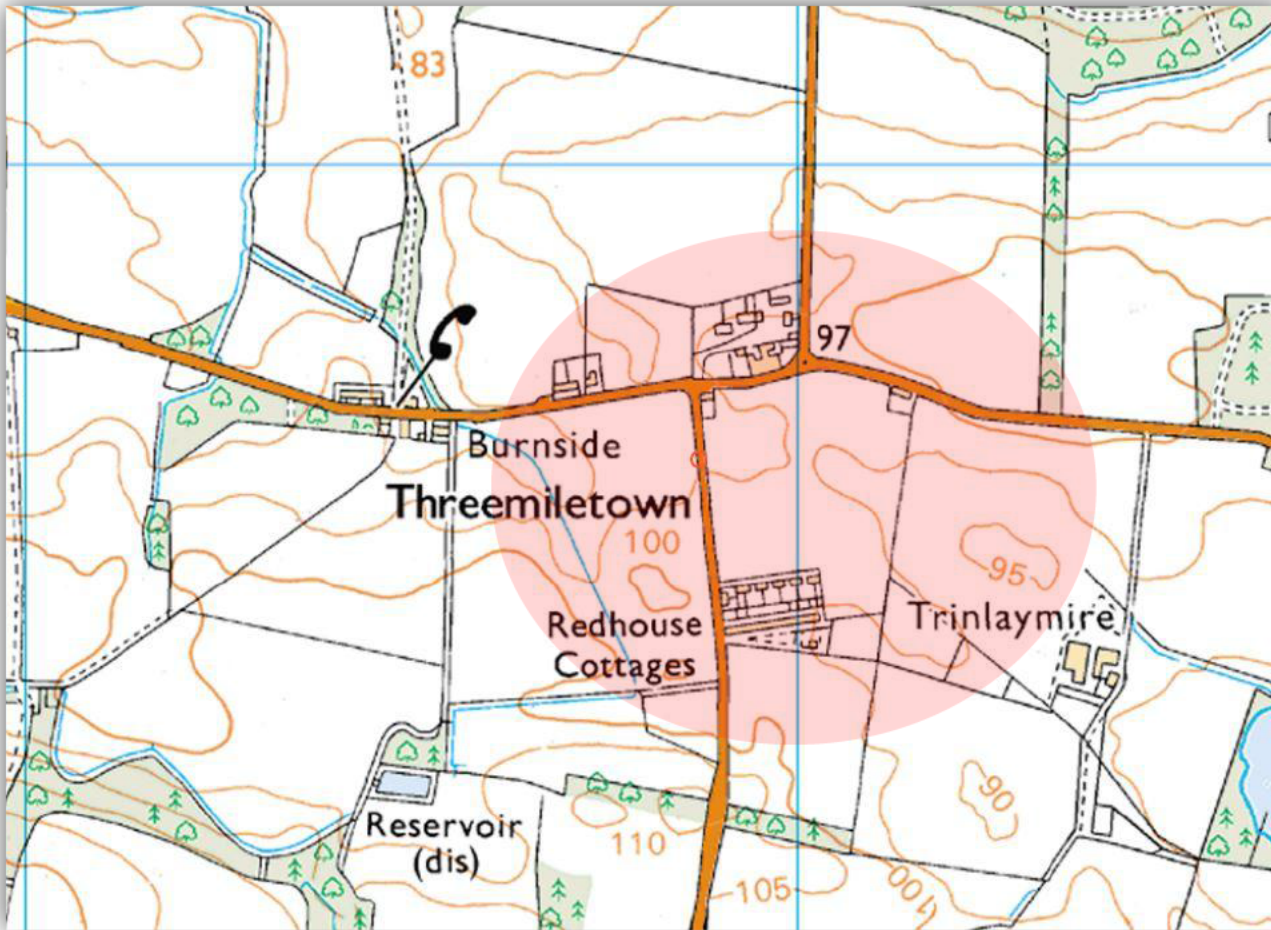 83
97
Burnside
Threemiletown
100
95
Redhouse
Cottages
Trinlaymire
90
Reservoir
(dis)
110
105
100